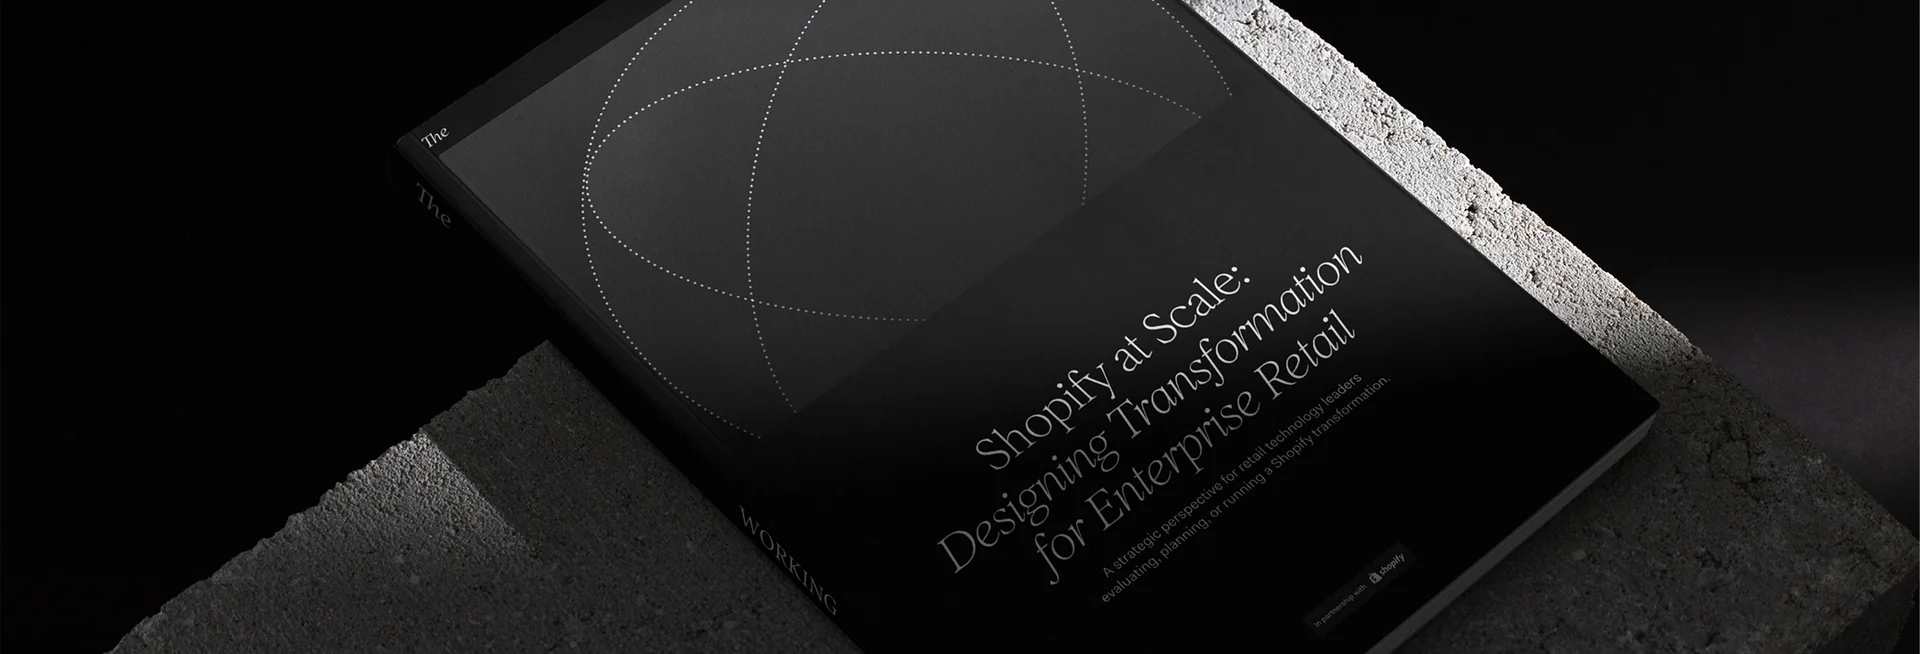 The
The
WORKING
Shopify at Scale:
Designing Transformation
for Enterprise Retail
A strategic perspective for retail technology leaders
evaluating, planning, or running a Shopify transformation.
In partnership with shopify